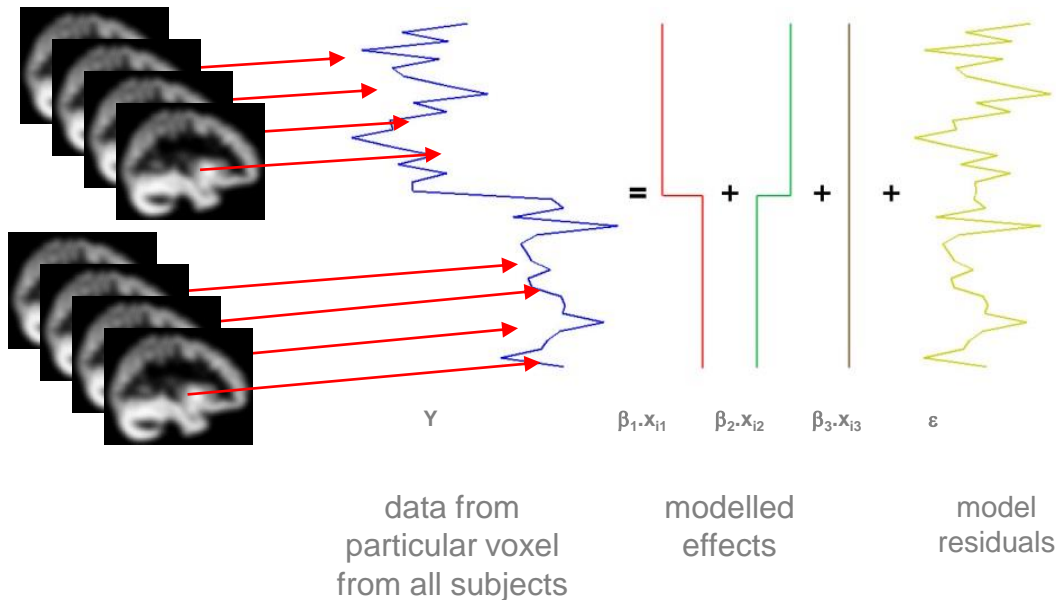 = + + +
Y β₁.xᵢ₁ β₂.xᵢ₂ β₃.xᵢ₃ ε
data from
particular voxel
from all subjects
modelled
effects
model
residuals